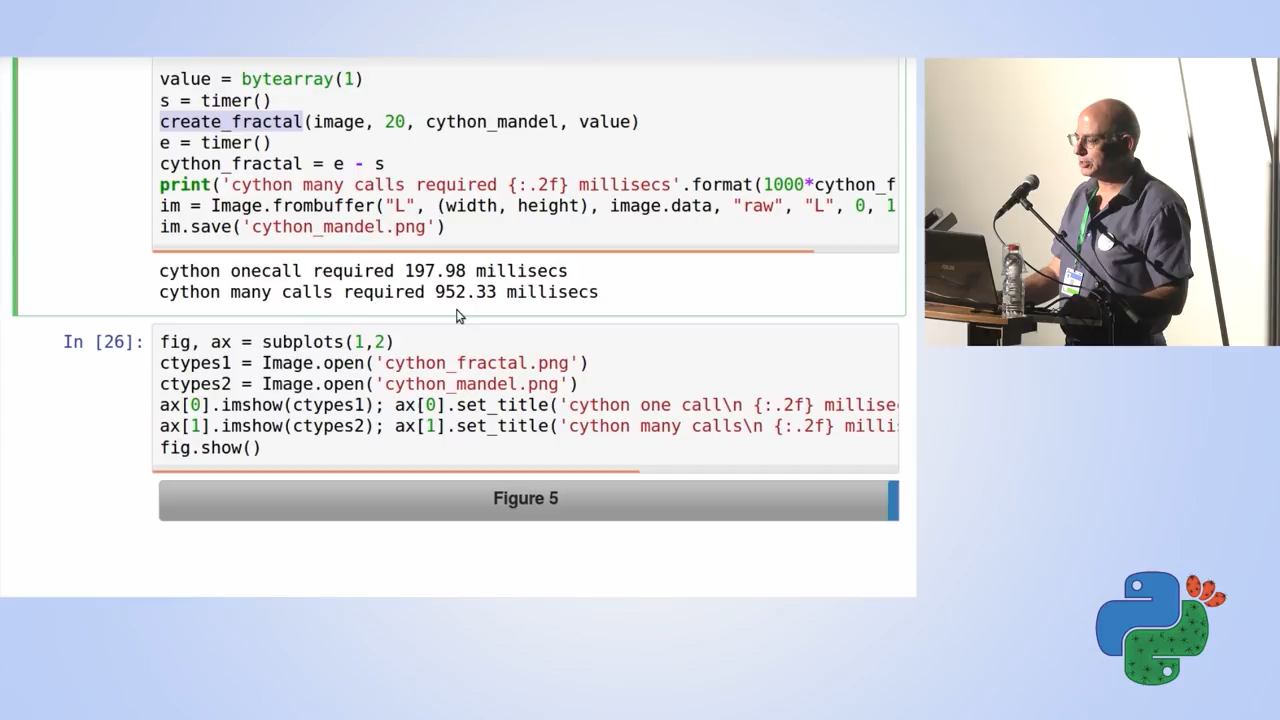 value = bytearray(1)
s = timer()
create_fractal(image, 20, cython_mandel, value)
e = timer()
cython_fractal = e - s
print('cython many calls required {:.2f} millisecs'.format(1000*cython_f
im = Image.frombuffer("L", (width, height), image.data, "raw", "L", 0, 1
im.save('cython_mandel.png')
cython onecall required 197.98 millisecs
cython many calls required 952.33 millisecs
In [26]:
fig, ax = subplots(1,2)
ctypes1 = Image.open('cython_fractal.png')
ctypes2 = Image.open('cython_mandel.png')
ax[0].imshow(ctypes1); ax[0].set_title('cython one call\n {:.2f} millise
ax[1].imshow(ctypes2); ax[1].set_title('cython many calls\n {:.2f} milli
fig.show()
Figure 5